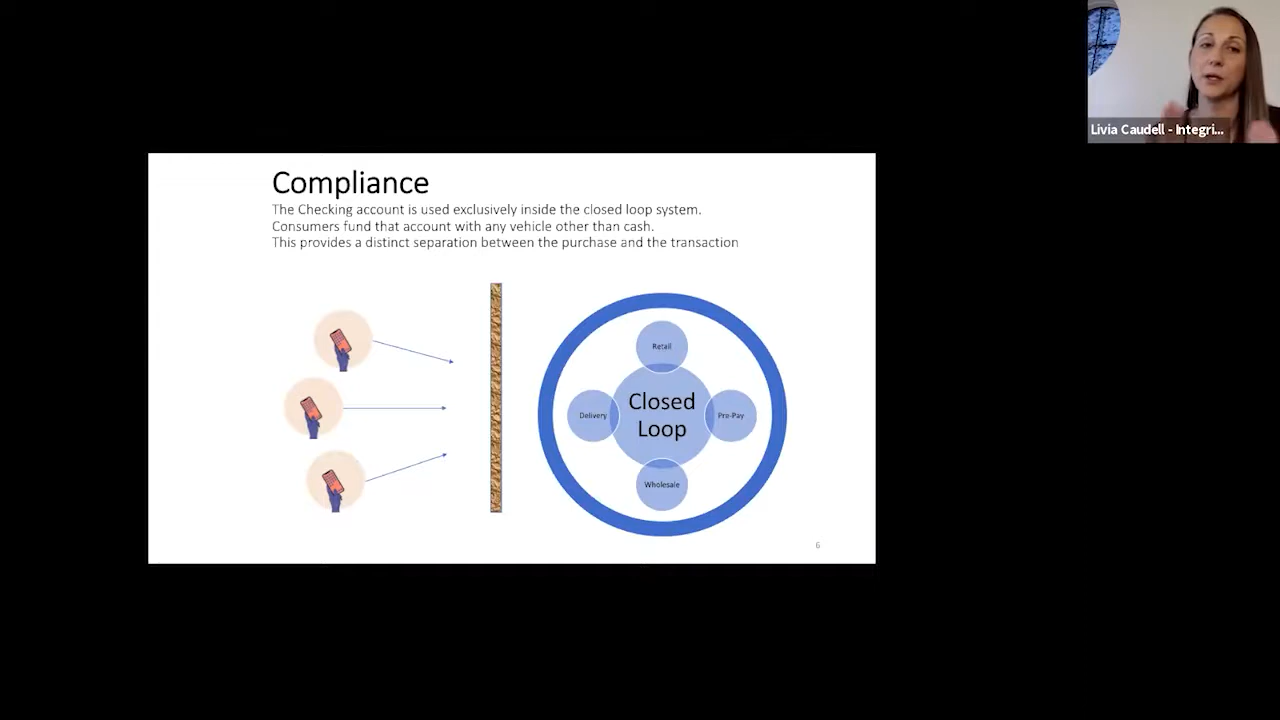 Livia Caudell - Integri...
Compliance
The Checking account is used exclusively inside the closed loop system.
Consumers fund that account with any vehicle other than cash.
This provides a distinct separation between the purchase and the transaction
Retail
Delivery
Closed
Loop
Pre-Pay
Wholesale
6